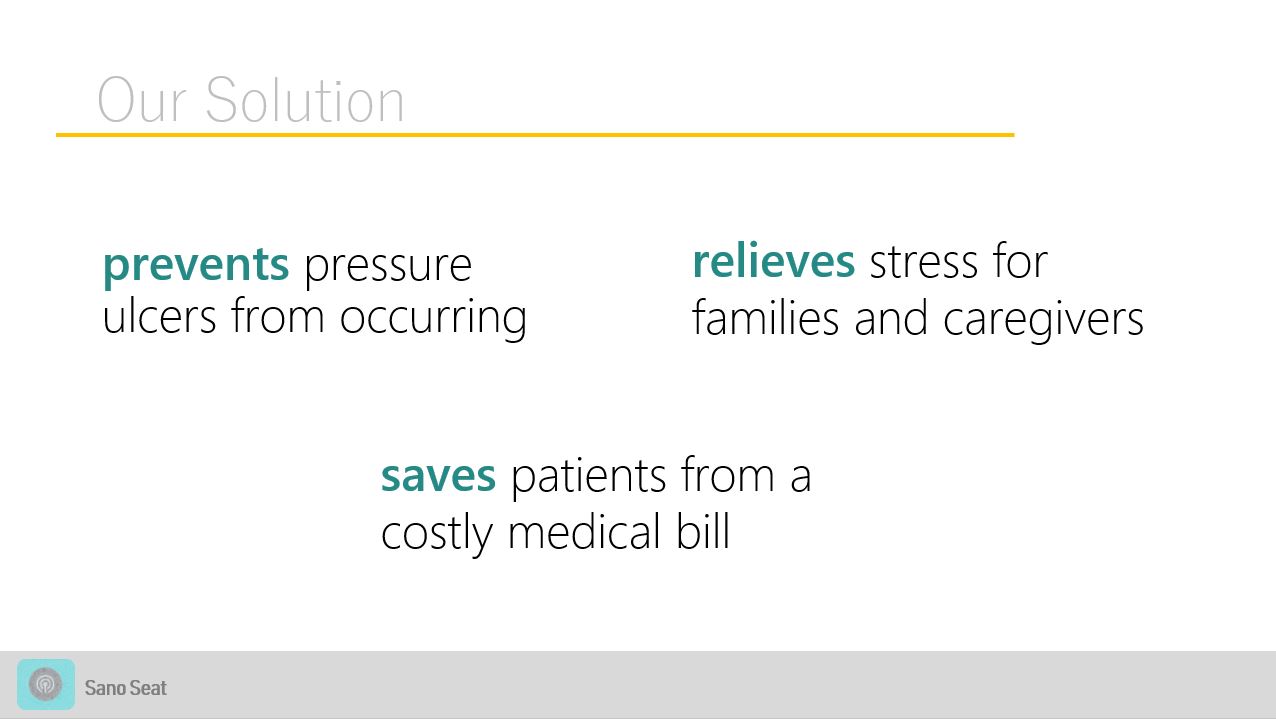 Our Solution
prevents pressure
ulcers from occurring
relieves stress for
families and caregivers
saves patients from a
costly medical bill
Sano Seat